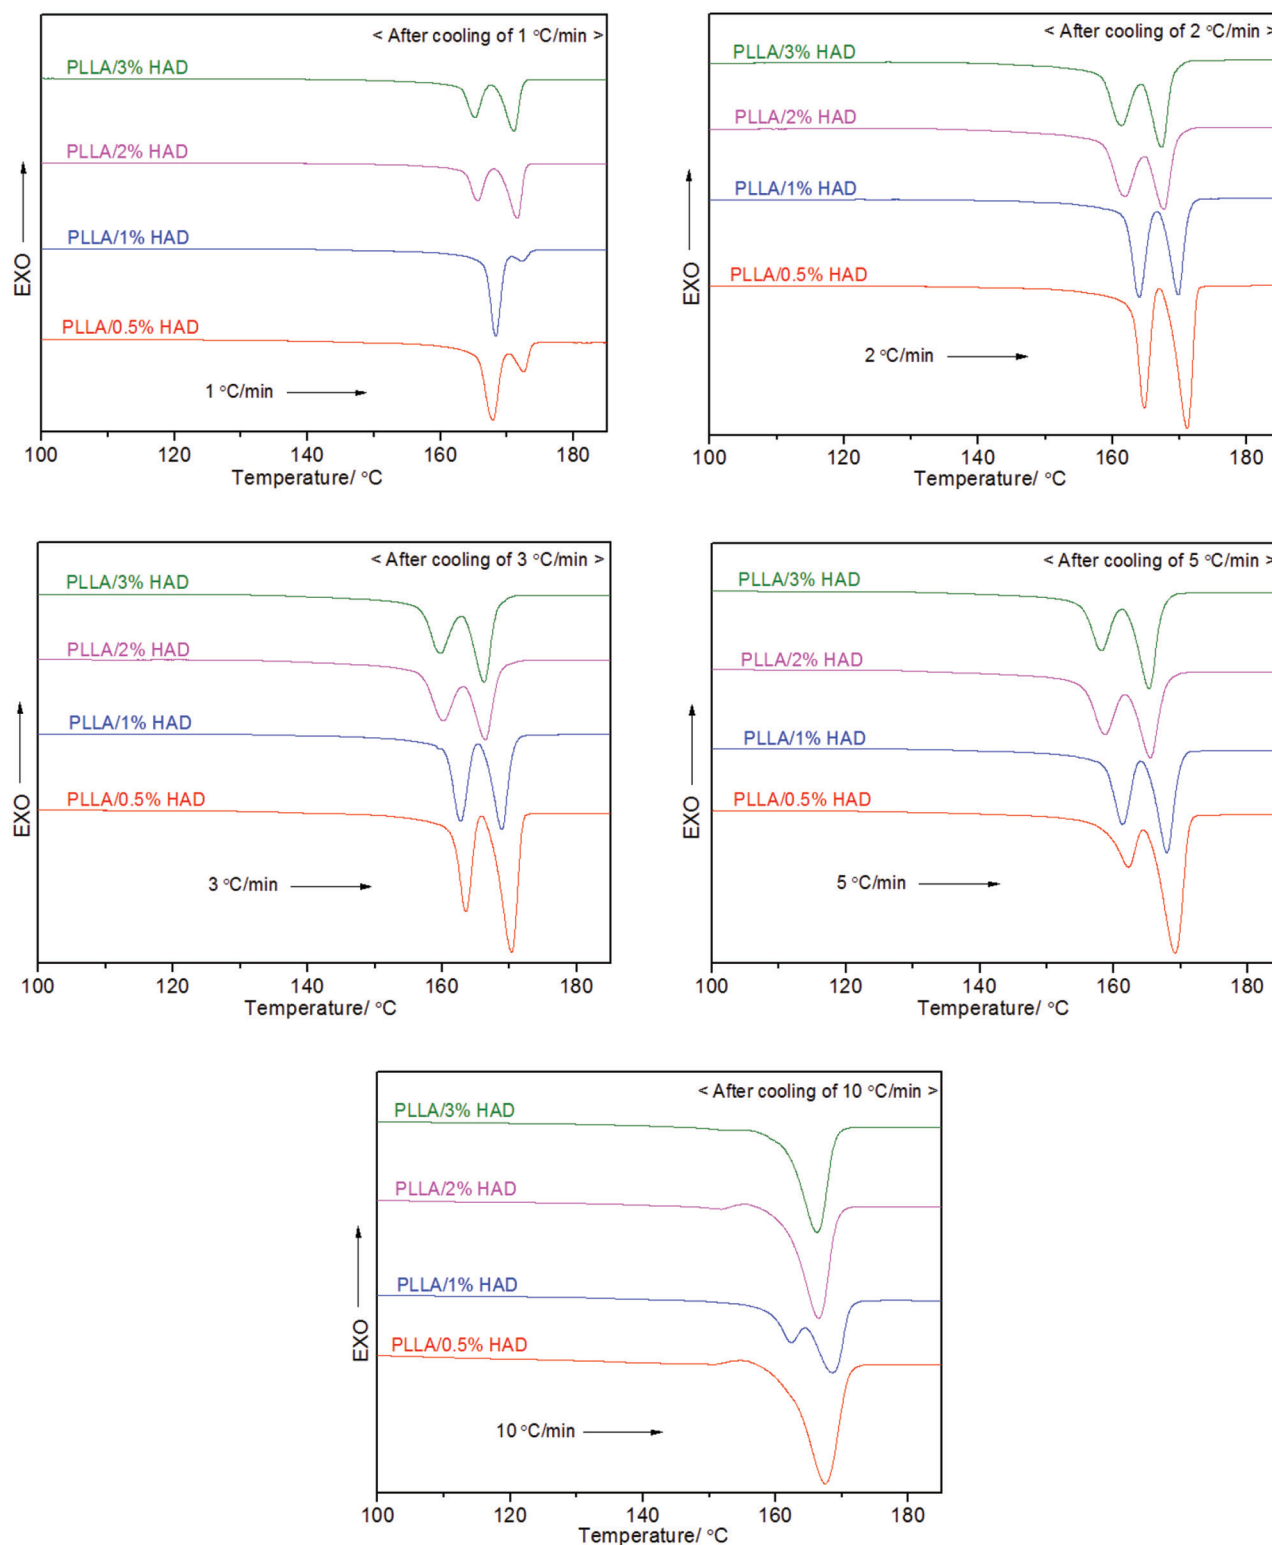 < After cooling of 1 °C/min >
PLLA/3% HAD
PLLA/2% HAD
PLLA/1% HAD
PLLA/0.5% HAD
1 °C/min
EXO
100 120 140 160 180
Temperature/ °C
< After cooling of 2 °C/min >
PLLA/3% HAD
PLLA/2% HAD
PLLA/1% HAD
PLLA/0.5% HAD
2 °C/min
EXO
100 120 140 160 180
Temperature/ °C
< After cooling of 3 °C/min >
PLLA/3% HAD
PLLA/2% HAD
PLLA/1% HAD
PLLA/0.5% HAD
3 °C/min
EXO
100 120 140 160 180
Temperature/ °C
< After cooling of 5 °C/min >
PLLA/3% HAD
PLLA/2% HAD
PLLA/1% HAD
PLLA/0.5% HAD
5 °C/min
EXO
100 120 140 160 180
Temperature/ °C
< After cooling of 10 °C/min >
PLLA/3% HAD
PLLA/2% HAD
PLLA/1% HAD
PLLA/0.5% HAD
10 °C/min
EXO
100 120 140 160 180
Temperature/ °C